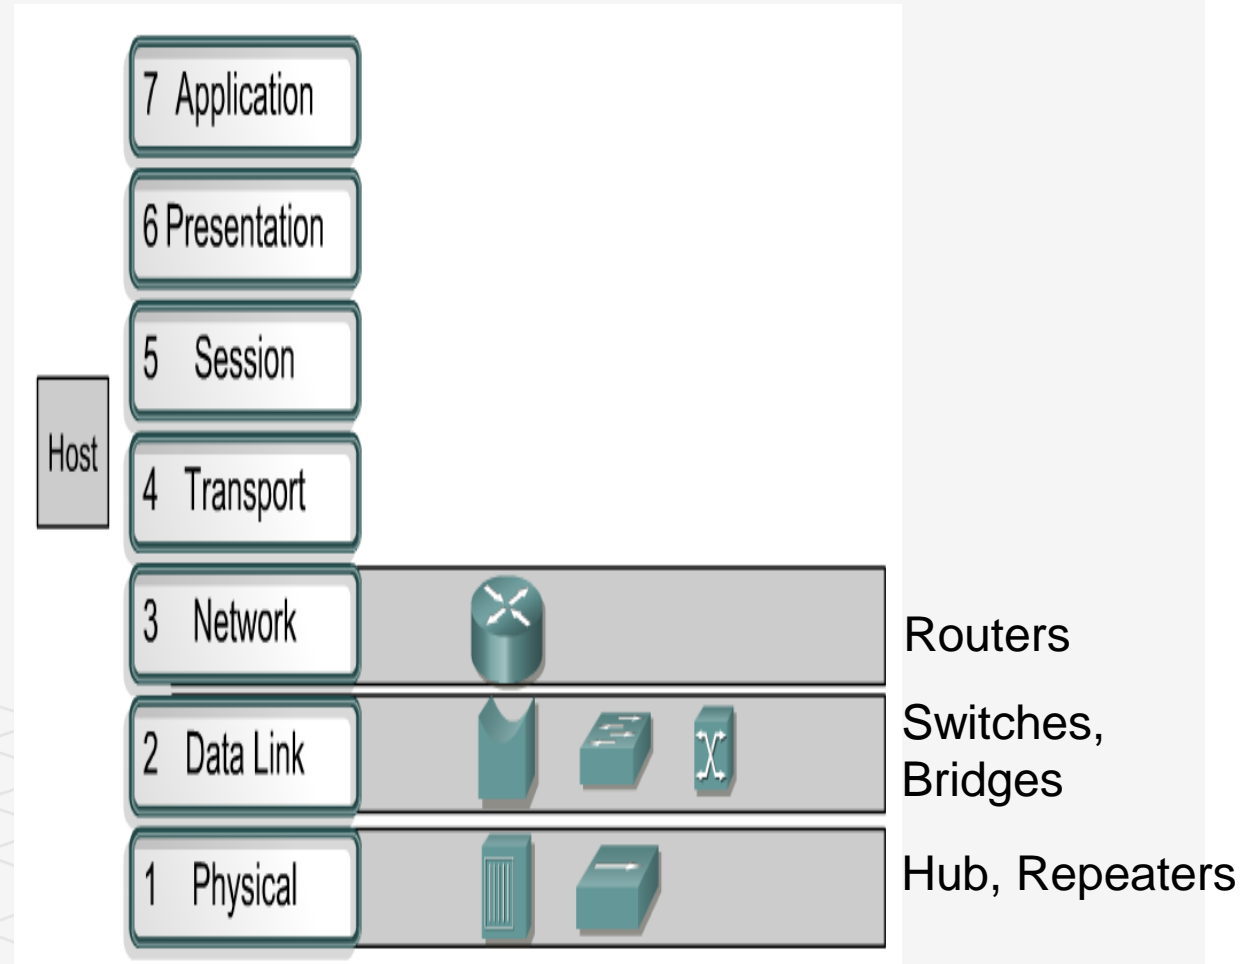 7 Application
6 Presentation
5 Session
Host
4 Transport
3 Network
Routers
2 Data Link
Switches,
Bridges
1 Physical
Hub, Repeaters